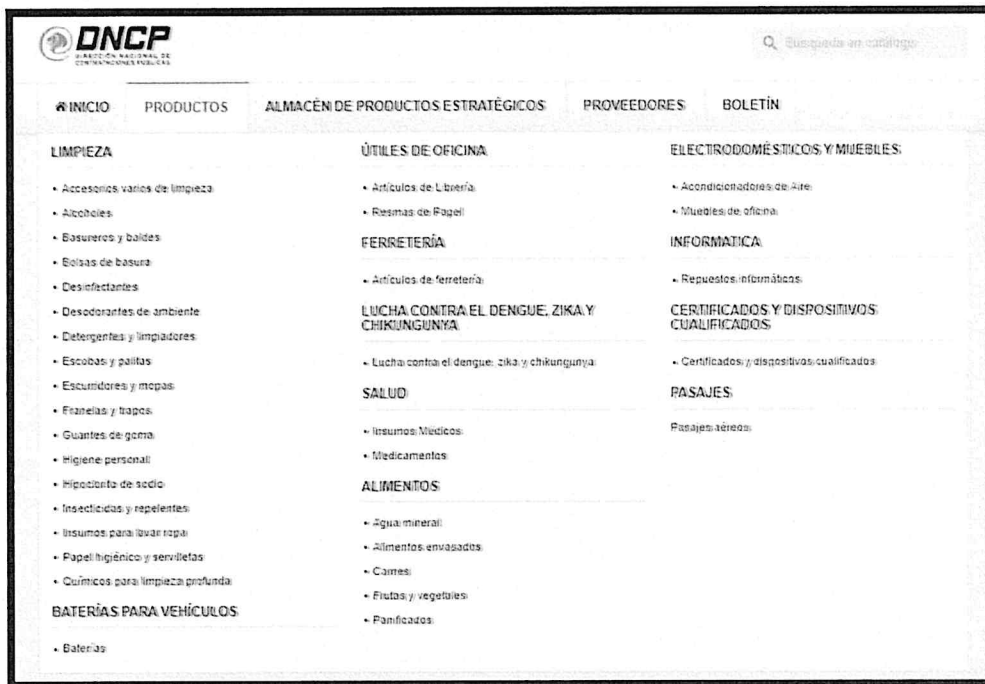 DNCP
DIRECCIÓN NACIONAL DE
CONTRATACIONES PÚBLICAS
Búsqueda en catálogo
INICIO
PRODUCTOS
ALMACÉN DE PRODUCTOS ESTRATÉGICOS
PROVEEDORES
BOLETÍN
LIMPIEZA
• Accesorios varios de limpieza
• Alcoholes
• Basureros y baldes
• Bolsas de basura
• Desinfectantes
• Desodorantes de ambiente
• Detergentes y limpiadores
• Escobas y palitas
• Escurridores y mopas
• Franelas y trapos
• Guantes de goma
• Higiene personal
• Hipoclorito de sodio
• Insecticidas y repelentes
• Insumos para lavar ropa
• Papel higiénico y servilletas
• Químicos para limpieza profunda
BATERÍAS PARA VEHÍCULOS
• Baterías
ÚTILES DE OFICINA
• Artículos de Librería
• Resmas de Papel
FERRETERÍA
• Artículos de ferretería
LUCHA CONTRA EL DENGUE, ZIKA Y
CHIKUNGUNYA
• Lucha contra el dengue, zika y chikungunya
SALUD
• Insumos Médicos
• Medicamentos
ALIMENTOS
• Agua mineral
• Alimentos envasados
• Carnes
• Frutas y vegetales
• Panificados
ELECTRODOMÉSTICOS Y MUEBLES
• Acondicionadores de Aire
• Muebles de oficina
INFORMATICA
• Repuestos informáticos
CERTIFICADOS Y DISPOSITIVOS
CUALIFICADOS
• Certificados y dispositivos cualificados
PASAJES
Pasajes aéreos